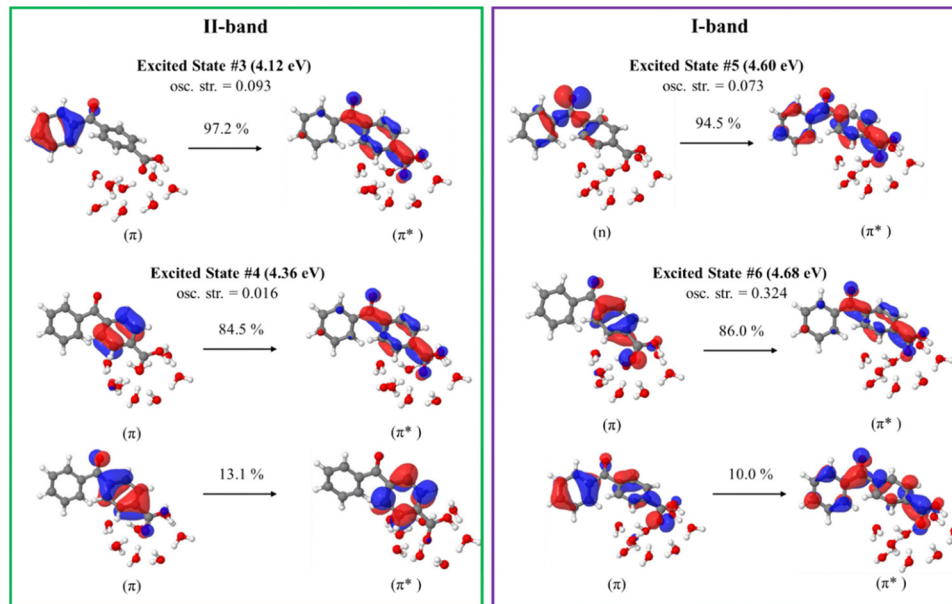 II-band
Excited State #3 (4.12 eV)
osc. str. = 0.093
97.2 %
(π)
(π* )
Excited State #4 (4.36 eV)
osc. str. = 0.016
84.5 %
(π)
(π* )
13.1 %
(π)
(π* )
I-band
Excited State #5 (4.60 eV)
osc. str. = 0.073
94.5 %
(n)
(π* )
Excited State #6 (4.68 eV)
osc. str. = 0.324
86.0 %
(π)
(π* )
10.0 %
(π)
(π* )